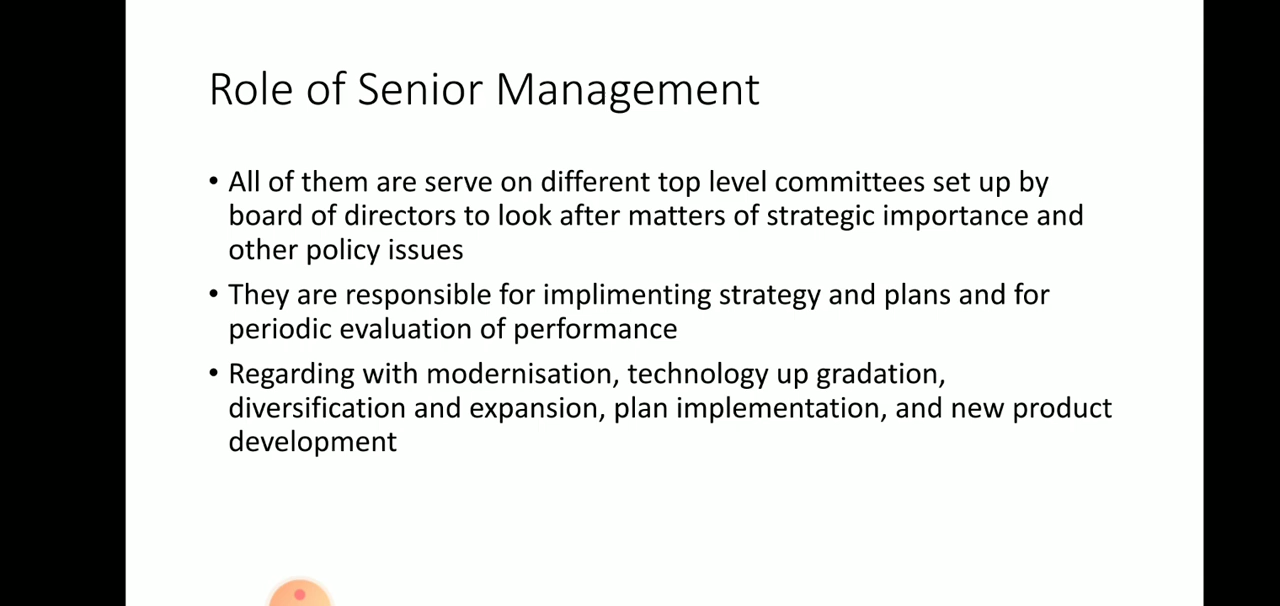 Role of Senior Management
• All of them are serve on different top level committees set up by
board of directors to look after matters of strategic importance and
other policy issues
• They are responsible for implimenting strategy and plans and for
periodic evaluation of performance
• Regarding with modernisation, technology up gradation,
diversification and expansion, plan implementation, and new product
development